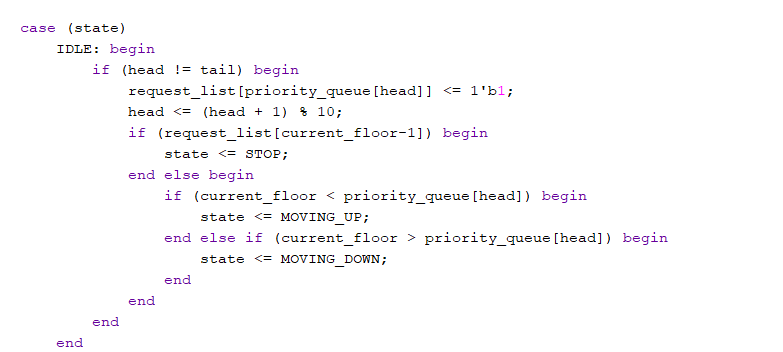 case (state)
    IDLE: begin
        if (head != tail) begin
            request_list[priority_queue[head]] <= 1'b1;
            head <= (head + 1) % 10;
            if (request_list[current_floor-1]) begin
                state <= STOP;
            end else begin
                if (current_floor < priority_queue[head]) begin
                    state <= MOVING_UP;
                end else if (current_floor > priority_queue[head]) begin
                    state <= MOVING_DOWN;
                end
            end
        end
    end